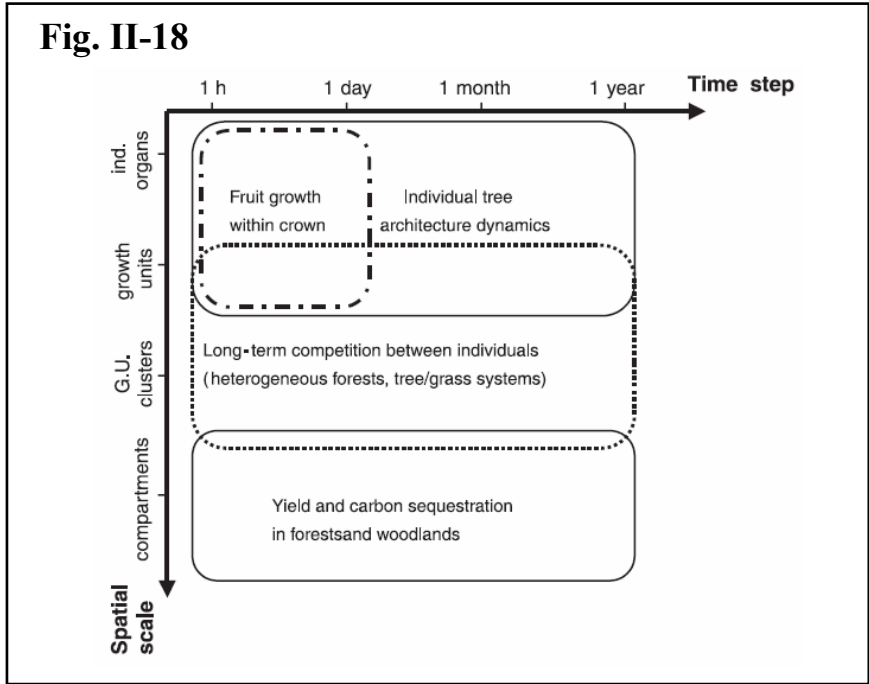 Fig. II-18
1 h
1 day
1 month
1 year
Time step
ind.
organs
growth
units
G.U.
clusters
compartments
Spatial
scale
Fruit growth
within crown
Individual tree
architecture dynamics
Long-term competition between individuals
(heterogeneous forests, tree/grass systems)
Yield and carbon sequestration
in forestsand woodlands